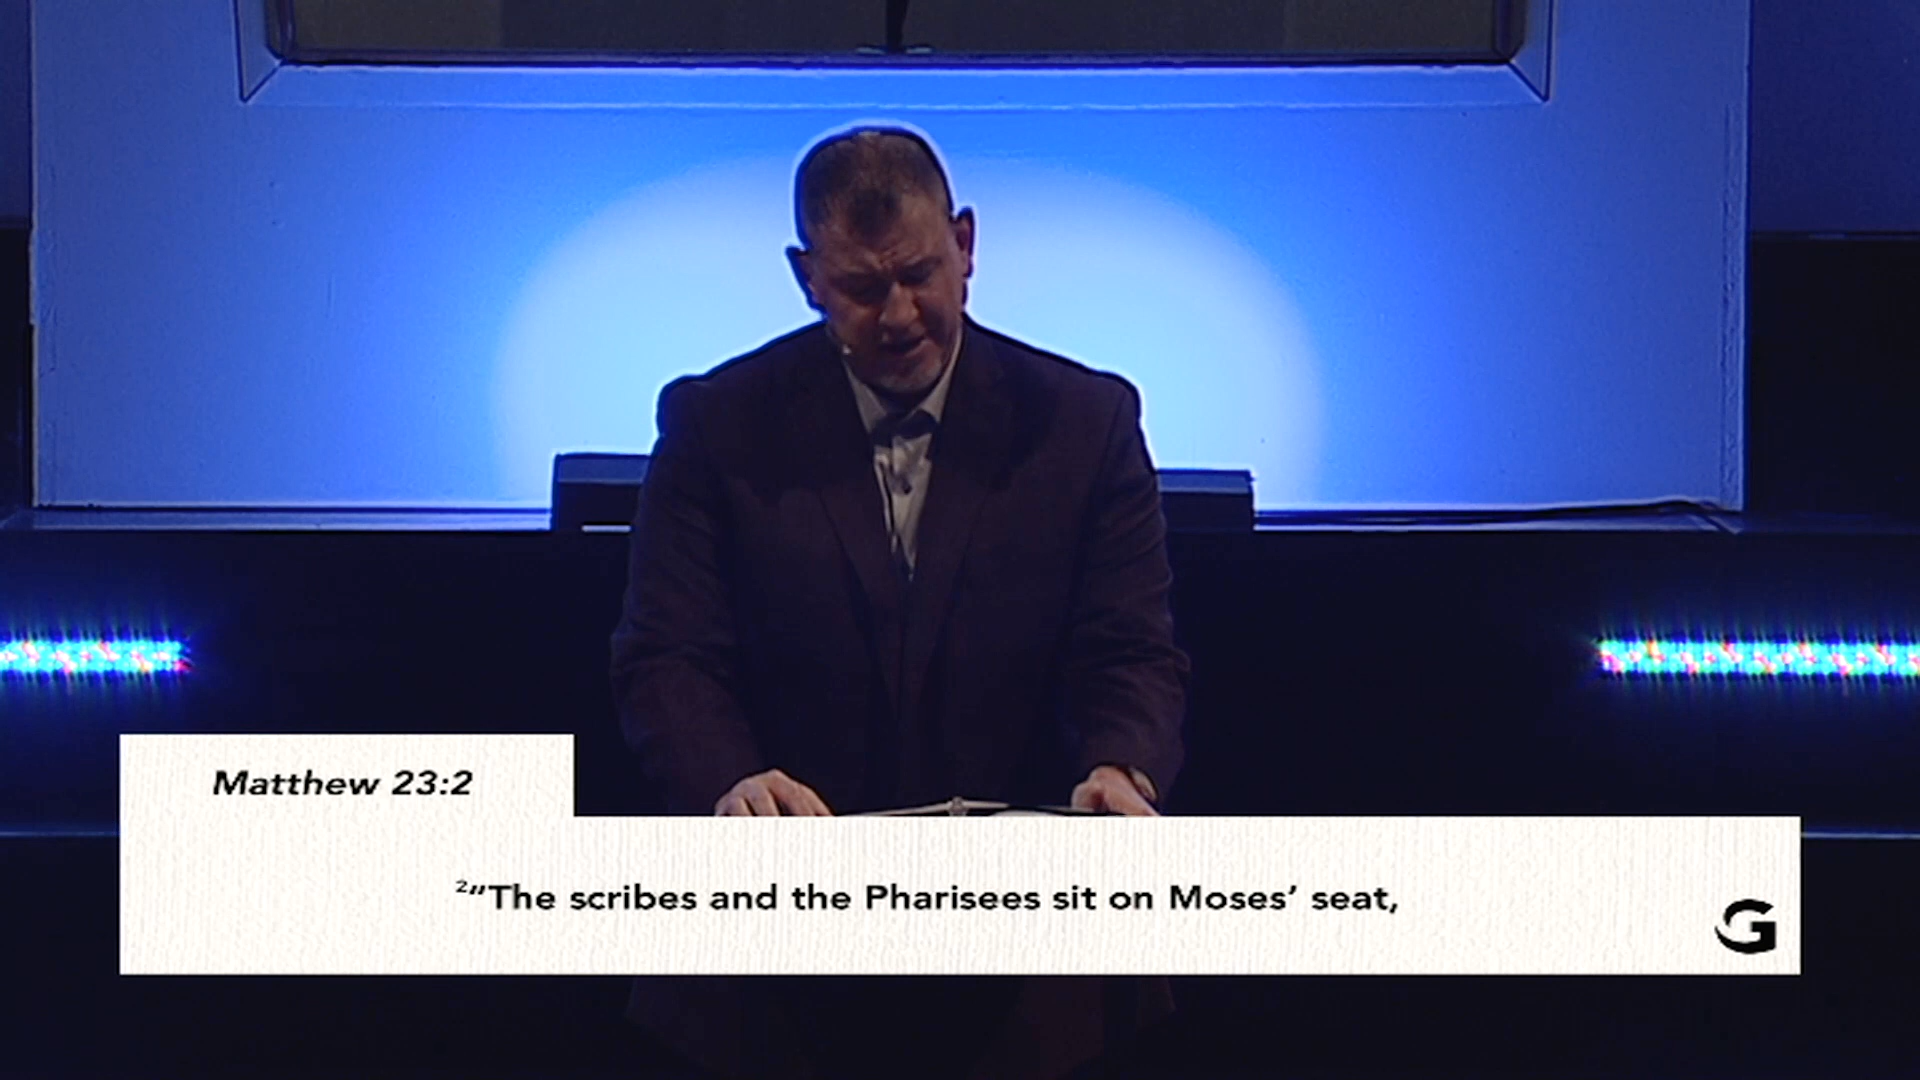 Matthew 23:2
²“The scribes and the Pharisees sit on Moses’ seat,
G